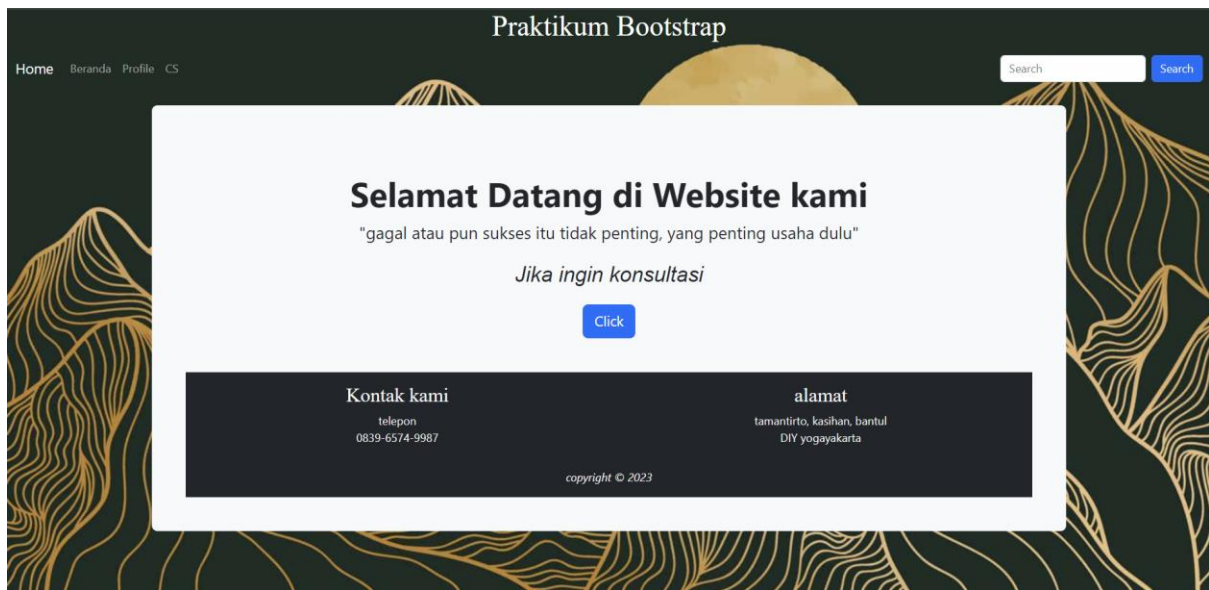 Praktikum Bootstrap
Home Beranda Profile CS Search Search
Selamat Datang di Website kami
"gagal atau pun sukses itu tidak penting, yang penting usaha dulu"
Jika ingin konsultasi
Click
Kontak kami
telepon
0839-6574-9987
alamat
tamantirto, kasihan, bantul
DIY yogayakarta
copyright © 2023